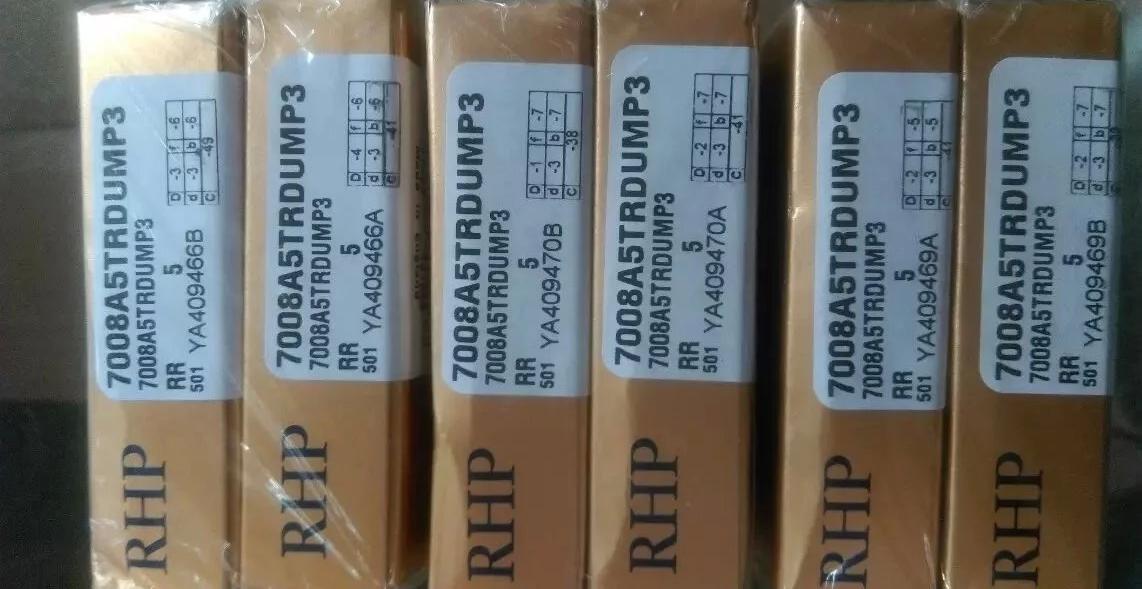 7008A5TRDUMP3
7008A5TRDUMP3
RR 5
501 YA409466B
D -3 f -6
d -3 b -6
C -49
RHP
7008A5TRDUMP3
7008A5TRDUMP3
RR 5
501 YA409466A
D -4 f -6
d -3 b -6
C -41
RHP
7008A5TRDUMP3
7008A5TRDUMP3
RR 5
501 YA409470B
D -1 f -7
d -3 b -7
C -38
RHP
7008A5TRDUMP3
7008A5TRDUMP3
RR 5
501 YA409470A
D -2 f -7
d -3 b -7
C -41
RHP
7008A5TRDUMP3
7008A5TRDUMP3
RR 5
501 YA409469A
D -2 f -5
d -3 b -5
C -41
RHP
7008A5TRDUMP3
7008A5TRDUMP3
RR 5
501 YA409469B
D -2 f -7
d -3 b -7
C
RHP